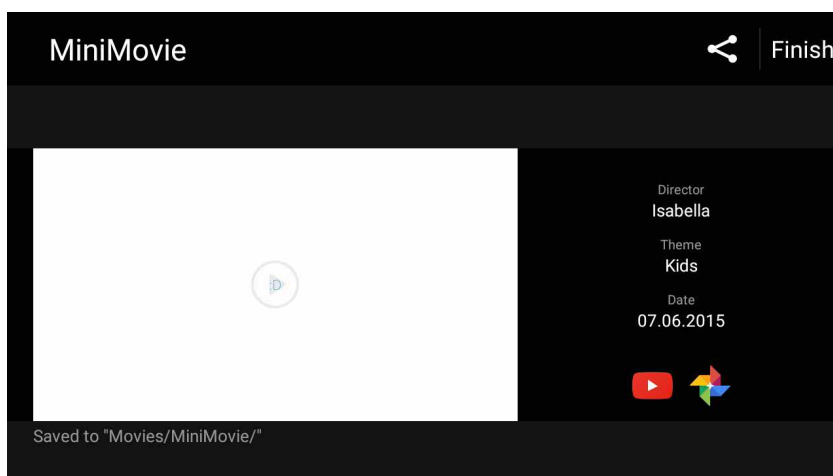 MiniMovie
Finish
Director
Isabella
Theme
Kids
Date
07.06.2015
:D
Saved to "Movies/MiniMovie/"